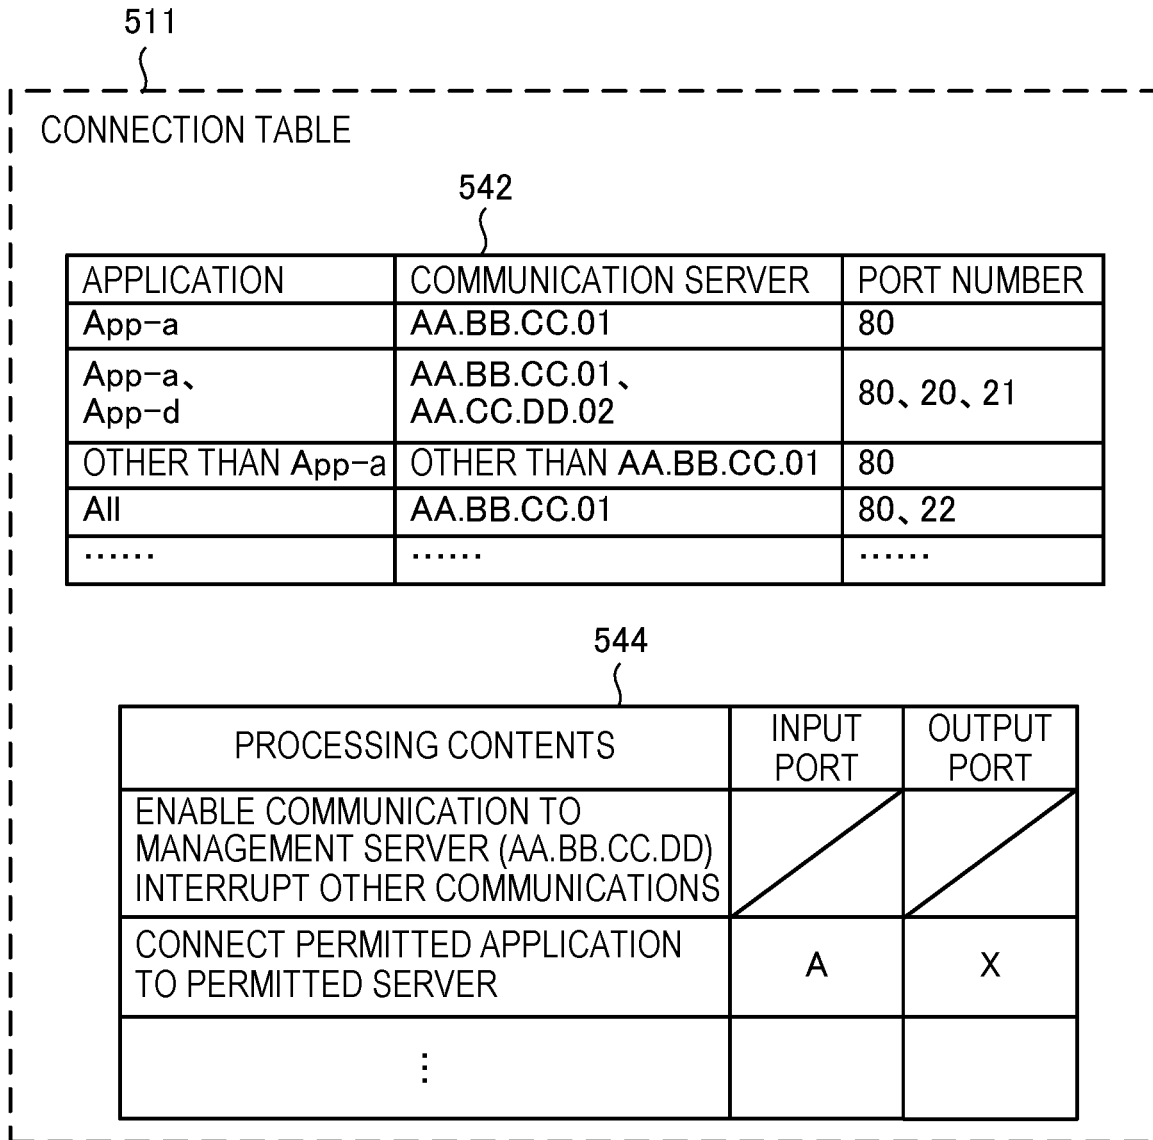 511
CONNECTION TABLE
542
APPLICATION COMMUNICATION SERVER PORT NUMBER
App-a AA.BB.CC.01 80
App-a、 AA.BB.CC.01、 80、20、21
App-d AA.CC.DD.02
OTHER THAN App-a OTHER THAN AA.BB.CC.01 80
All AA.BB.CC.01 80、22
…… …… ……
544
PROCESSING CONTENTS INPUT PORT OUTPUT PORT
ENABLE COMMUNICATION TO
MANAGEMENT SERVER (AA.BB.CC.DD)
INTERRUPT OTHER COMMUNICATIONS
CONNECT PERMITTED APPLICATION A X
TO PERMITTED SERVER
⋮